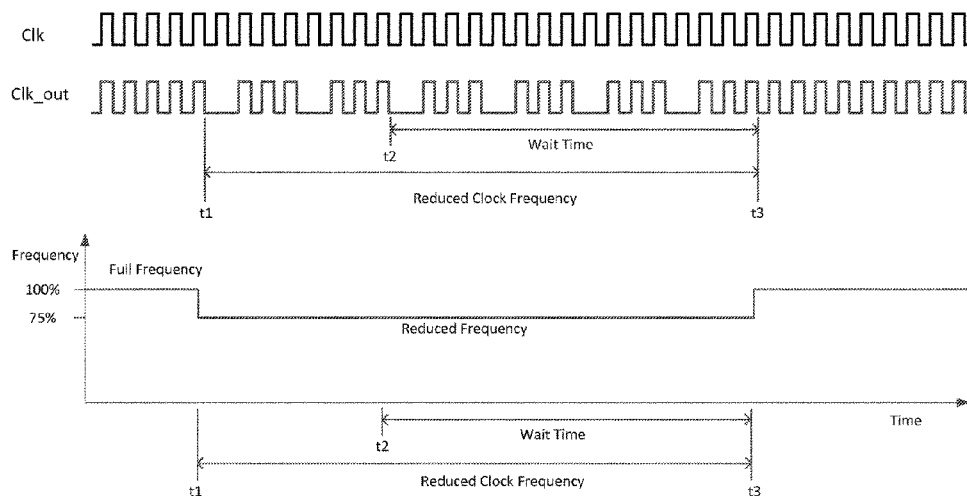 Clk
Clk_out
Wait Time
t2
Reduced Clock Frequency
t1
t3
Frequency
Full Frequency
100%
75%
Reduced Frequency
Time
Wait Time
t2
Reduced Clock Frequency
t1
t3